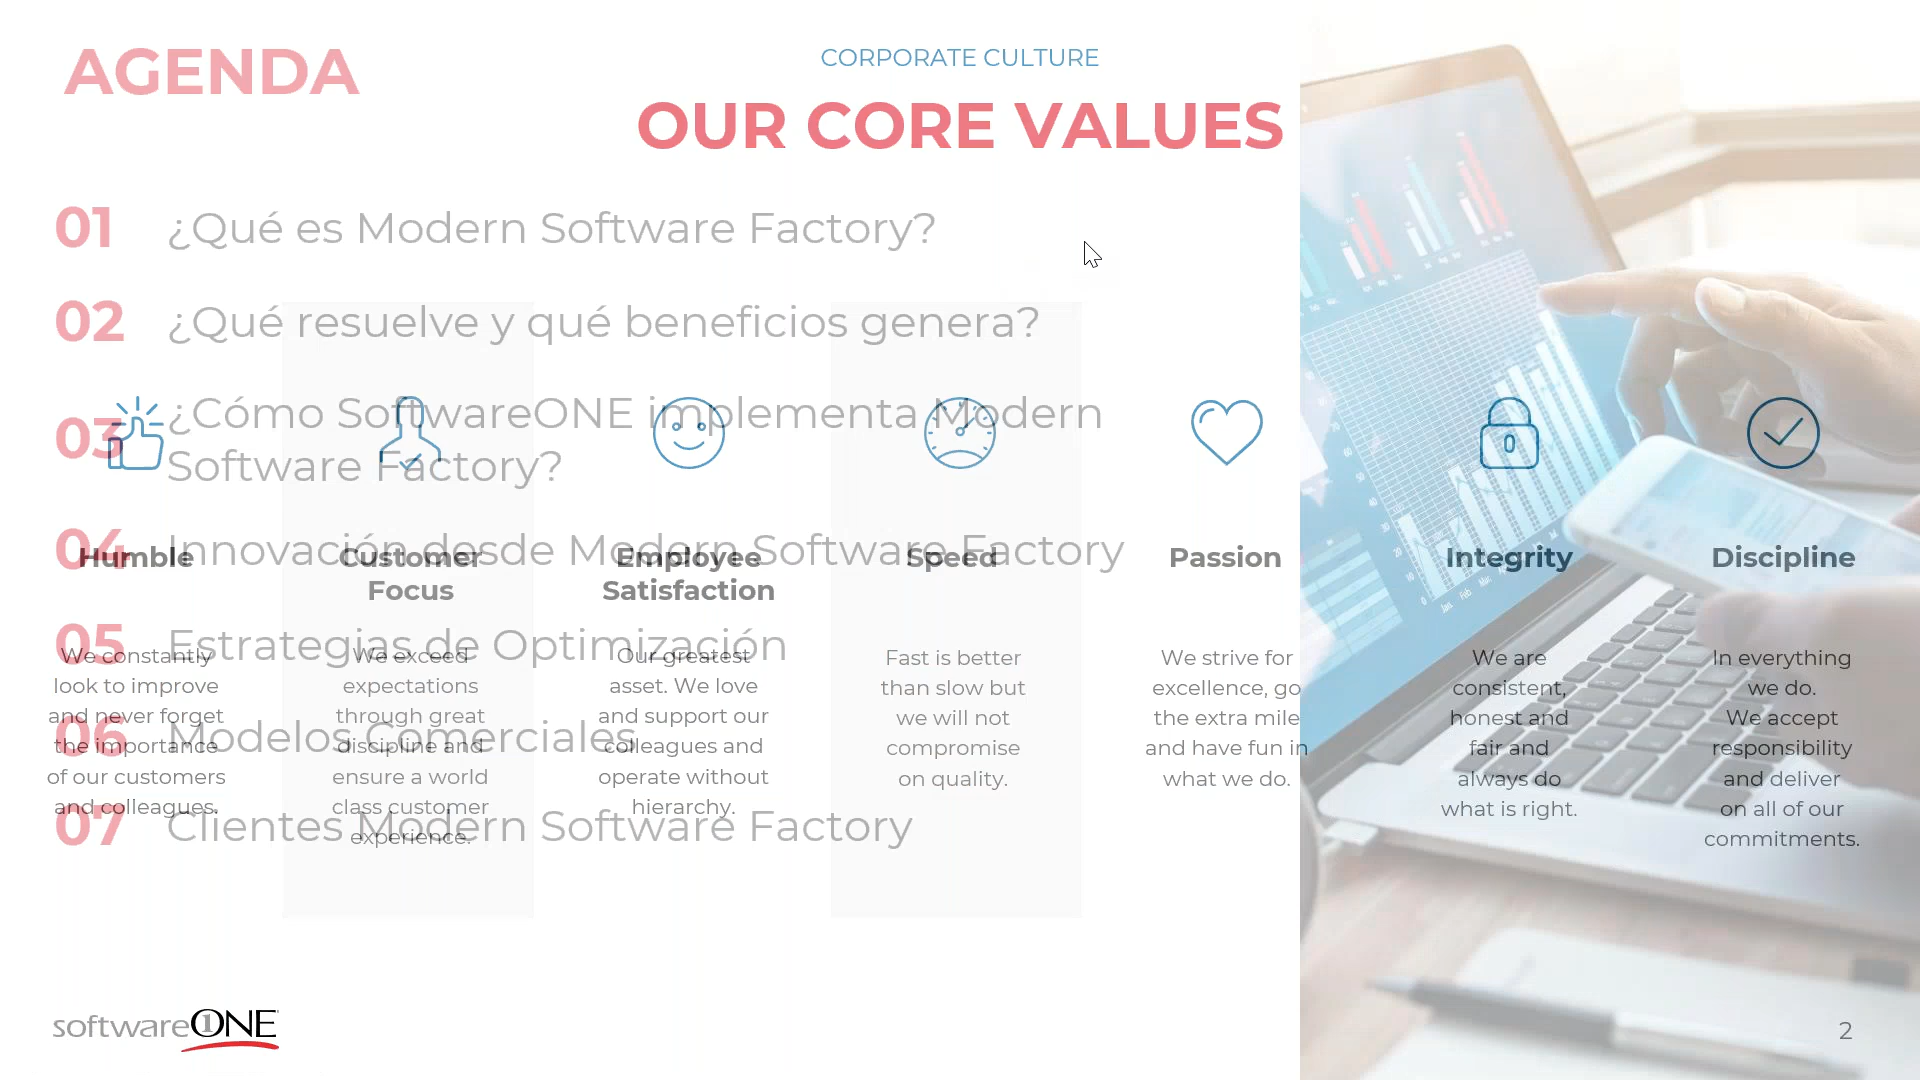 AGENDA
CORPORATE CULTURE
OUR CORE VALUES
01 ¿Qué es Modern Software Factory?
02 ¿Qué resuelve y qué beneficios genera?
03 ¿Cómo SoftwareONE implementa Modern
Software Factory?
04 Innovación desde Modern Software Factory
05 Estrategias de Optimización
06 Modelos Comerciales
07 Clientes Modern Software Factory
Humble
We constantly
look to improve
and never forget
the importance
of our customers
and colleagues.
Customer
Focus
We exceed
expectations
through great
discipline and
ensure a world
class customer
experience.
Employee
Satisfaction
Our greatest
asset. We love
and support our
colleagues and
operate without
hierarchy.
Speed
Fast is better
than slow but
we will not
compromise
on quality.
Passion
We strive for
excellence, go
the extra mile
and have fun in
what we do.
Integrity
We are
consistent,
honest and
fair and
always do
what is right.
Discipline
In everything
we do.
We accept
responsibility
and deliver
on all of our
commitments.
softwareONE
2